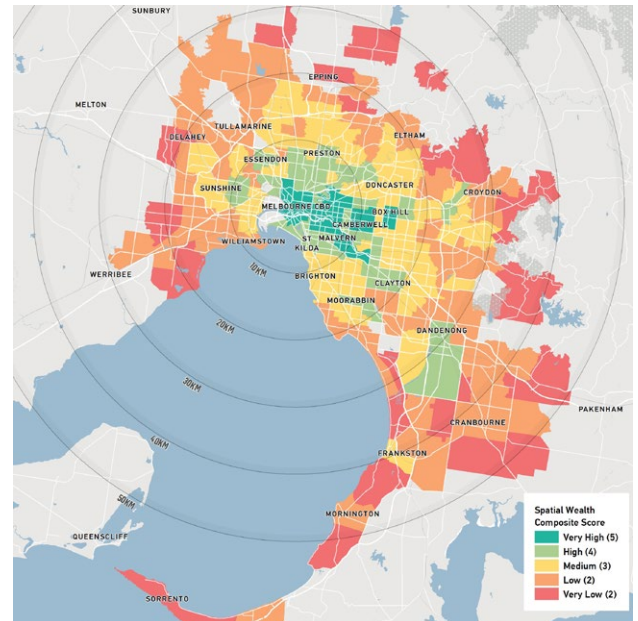 SUNBURY
EPPING
MELTON
TULLAMARINE
DELAHEY
ELTHAM
PRESTON
ESSENDON
DONCASTER
SUNSHINE
CROYDON
MELBOURNE CBD
BOX HILL
CAMBERWELL
WILLIAMSTOWN
ST. MALVERN
KILDA
WERRIBEE
10KM
BRIGHTON
CLAYTON
MOORABBIN
20KM
DANDENONG
30KM
PAKENHAM
CRANBOURNE
40KM
FRANKSTON
50KM
MORNINGTON
QUEENSCLIFF
SORRENTO
Spatial Wealth
Composite Score
Very High (5)
High (4)
Medium (3)
Low (2)
Very Low (2)